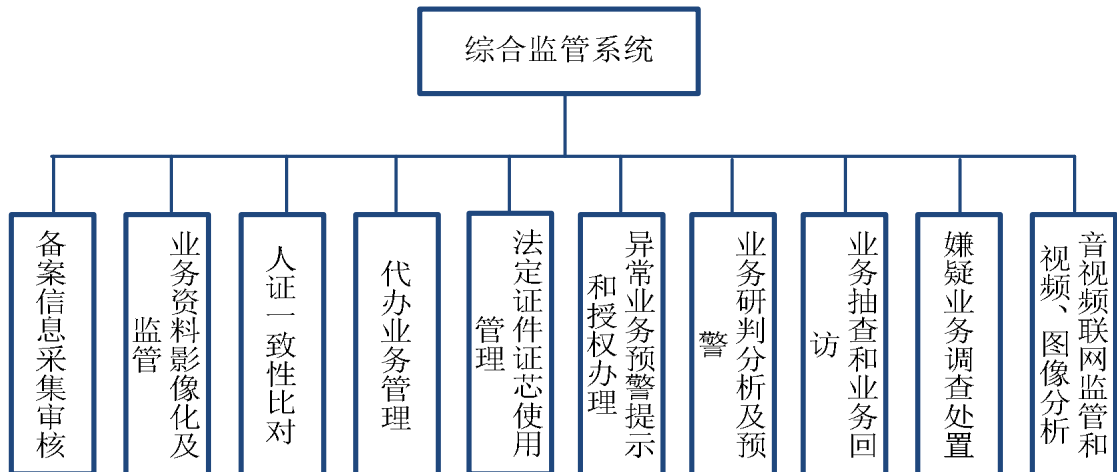 综合监管系统
备案信息采集审核
业务资料影像化及
监管
人证一致性比对
代办业务管理
法定证件证芯使用
管理
异常业务预警提示
和授权办理
业务研判分析及预
警
业务抽查和业务回
访
嫌疑业务调查处置
音视频联网监管和
视频、图像分析